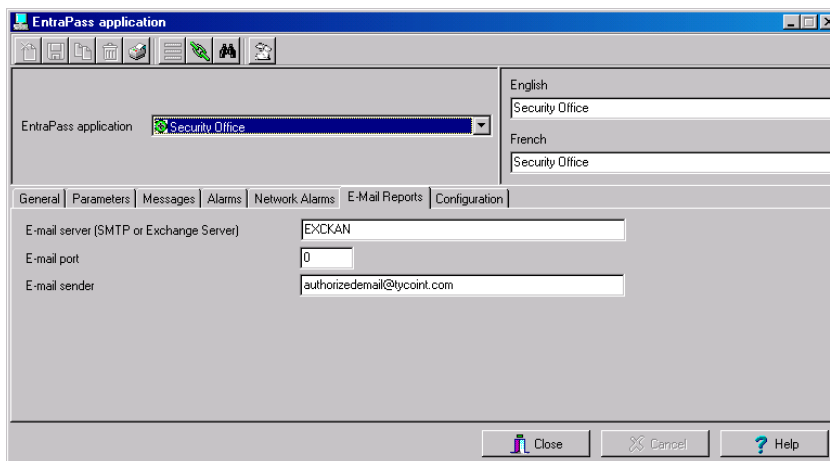 EntraPass application
English
Security Office
EntraPass application Security Office
French
Security Office
General Parameters Messages Alarms Network Alarms E-Mail Reports Configuration
E-mail server (SMTP or Exchange Server) EXCKAN
E-mail port 0
E-mail sender authorizedemail@tycoint.com
Close Cancel Help